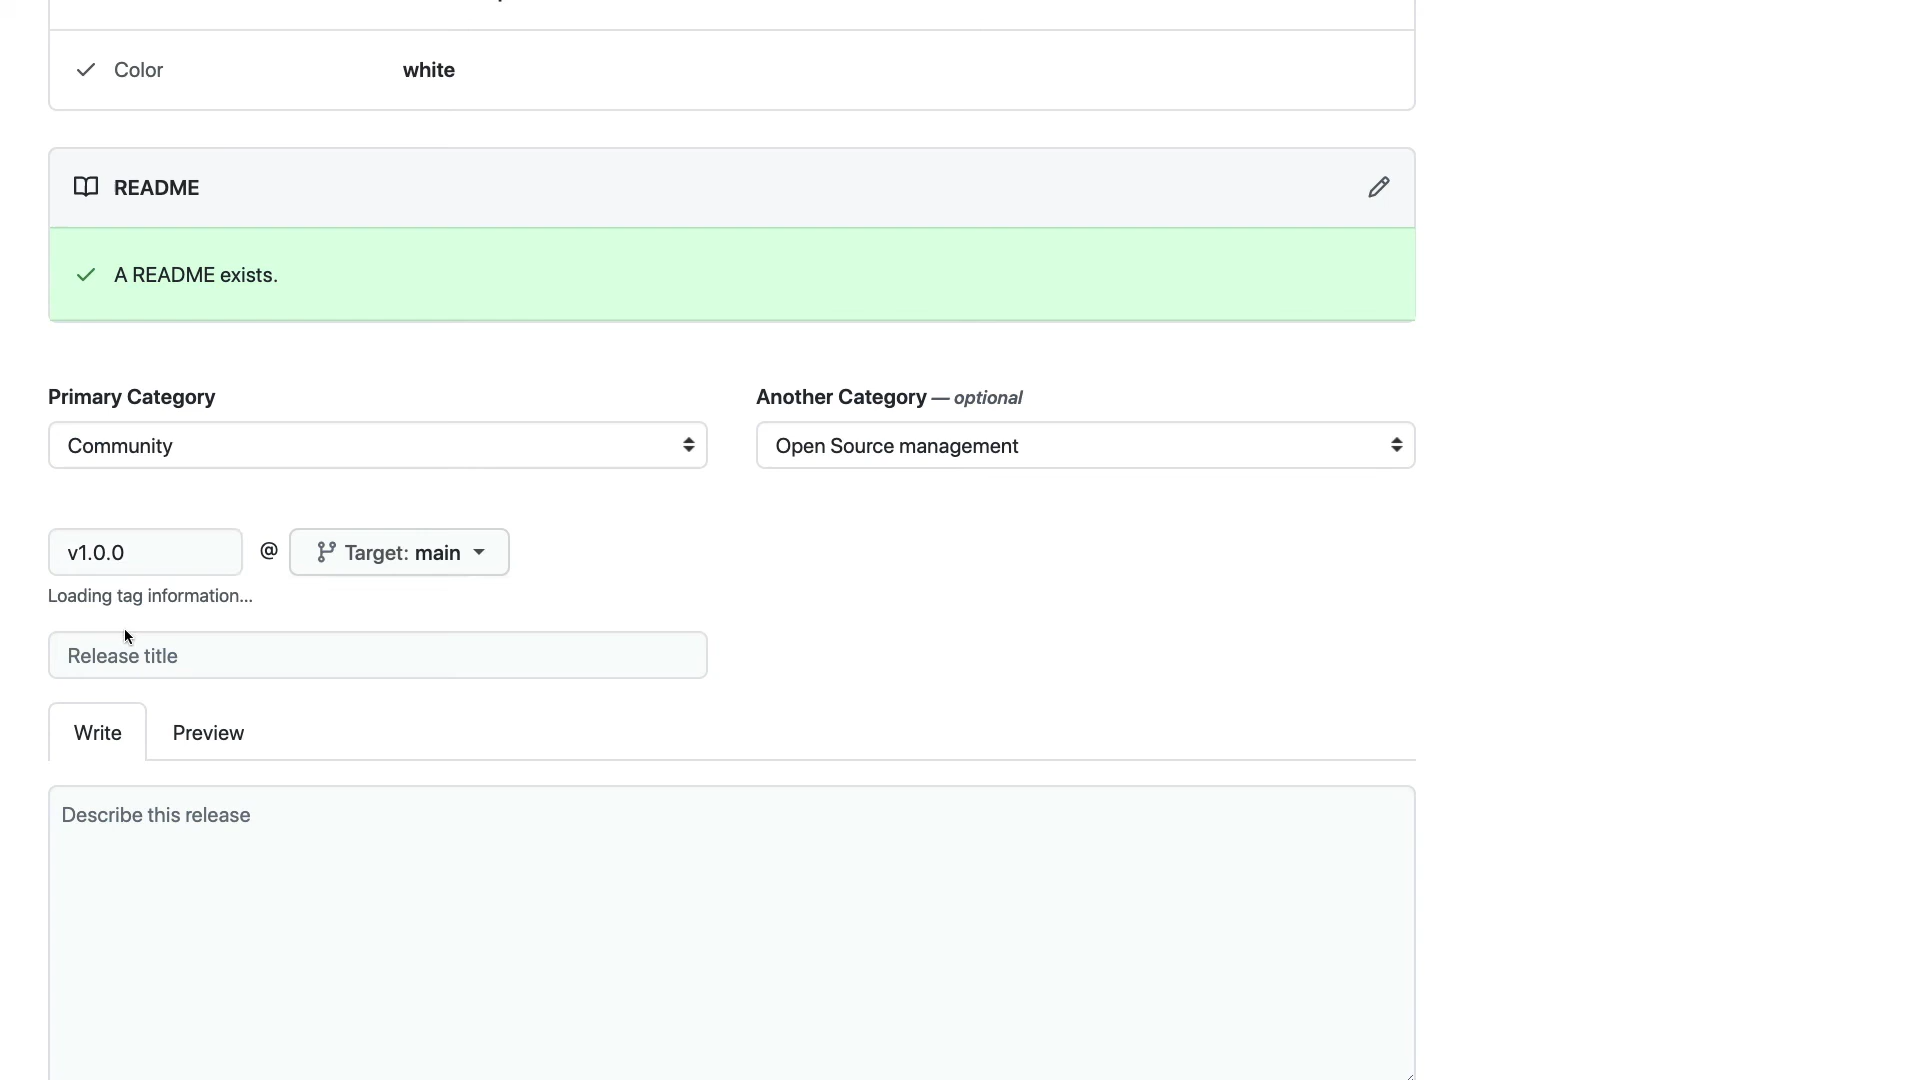 Color white
README
A README exists.
Primary Category
Another Category — optional
Community
Open Source management
v1.0.0 @ Target: main
Loading tag information...
Release title
Write Preview
Describe this release